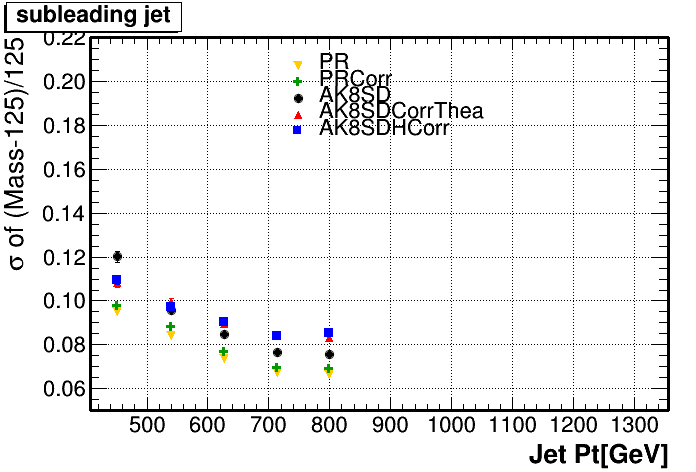 subleading jet
σ of (Mass-125)/125
0.22
0.20
0.18
0.16
0.14
0.12
0.10
0.08
0.06
PR
PRCorr
AK8SD
AK8SDCorrThea
AK8SDHCorr
500 600 700 800 900 1000 1100 1200 1300
Jet Pt[GeV]